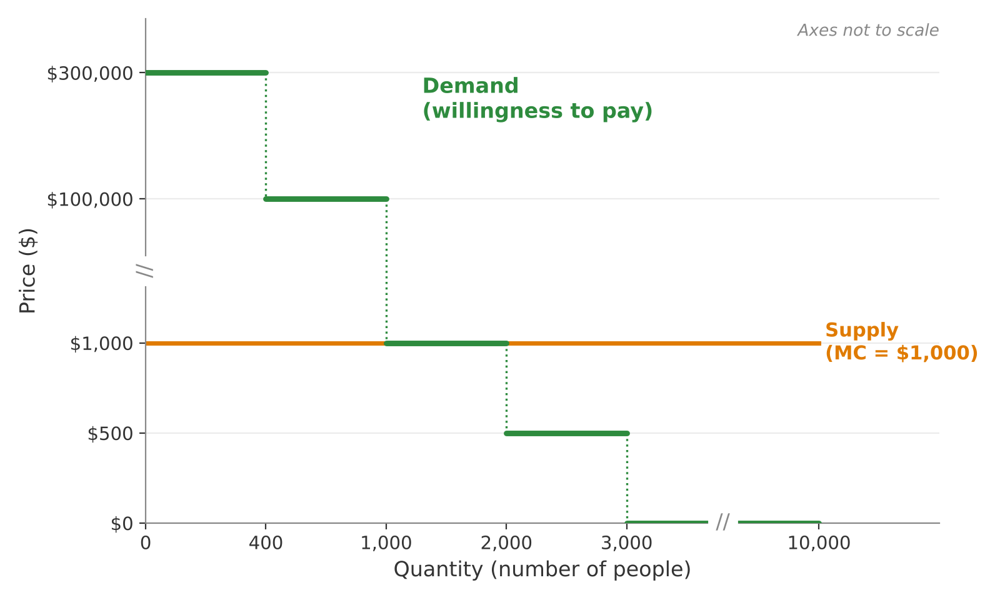 Axes not to scale
$300,000
Demand
(willingness to pay)
$100,000
Price ($)
//
$1,000
Supply
(MC = $1,000)
$500
$0
//
0
400
1,000
2,000
3,000
10,000
Quantity (number of people)